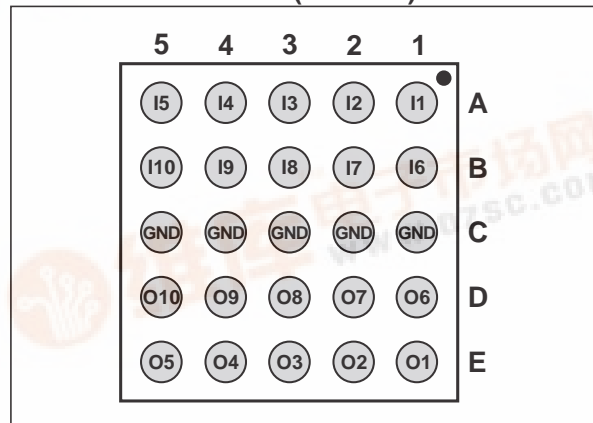 5 4 3 2 1
I5 I4 I3 I2 I1 A
I10 I9 I8 I7 I6 B
GND GND GND GND GND C
O10 O9 O8 O7 O6 D
O5 O4 O3 O2 O1 E